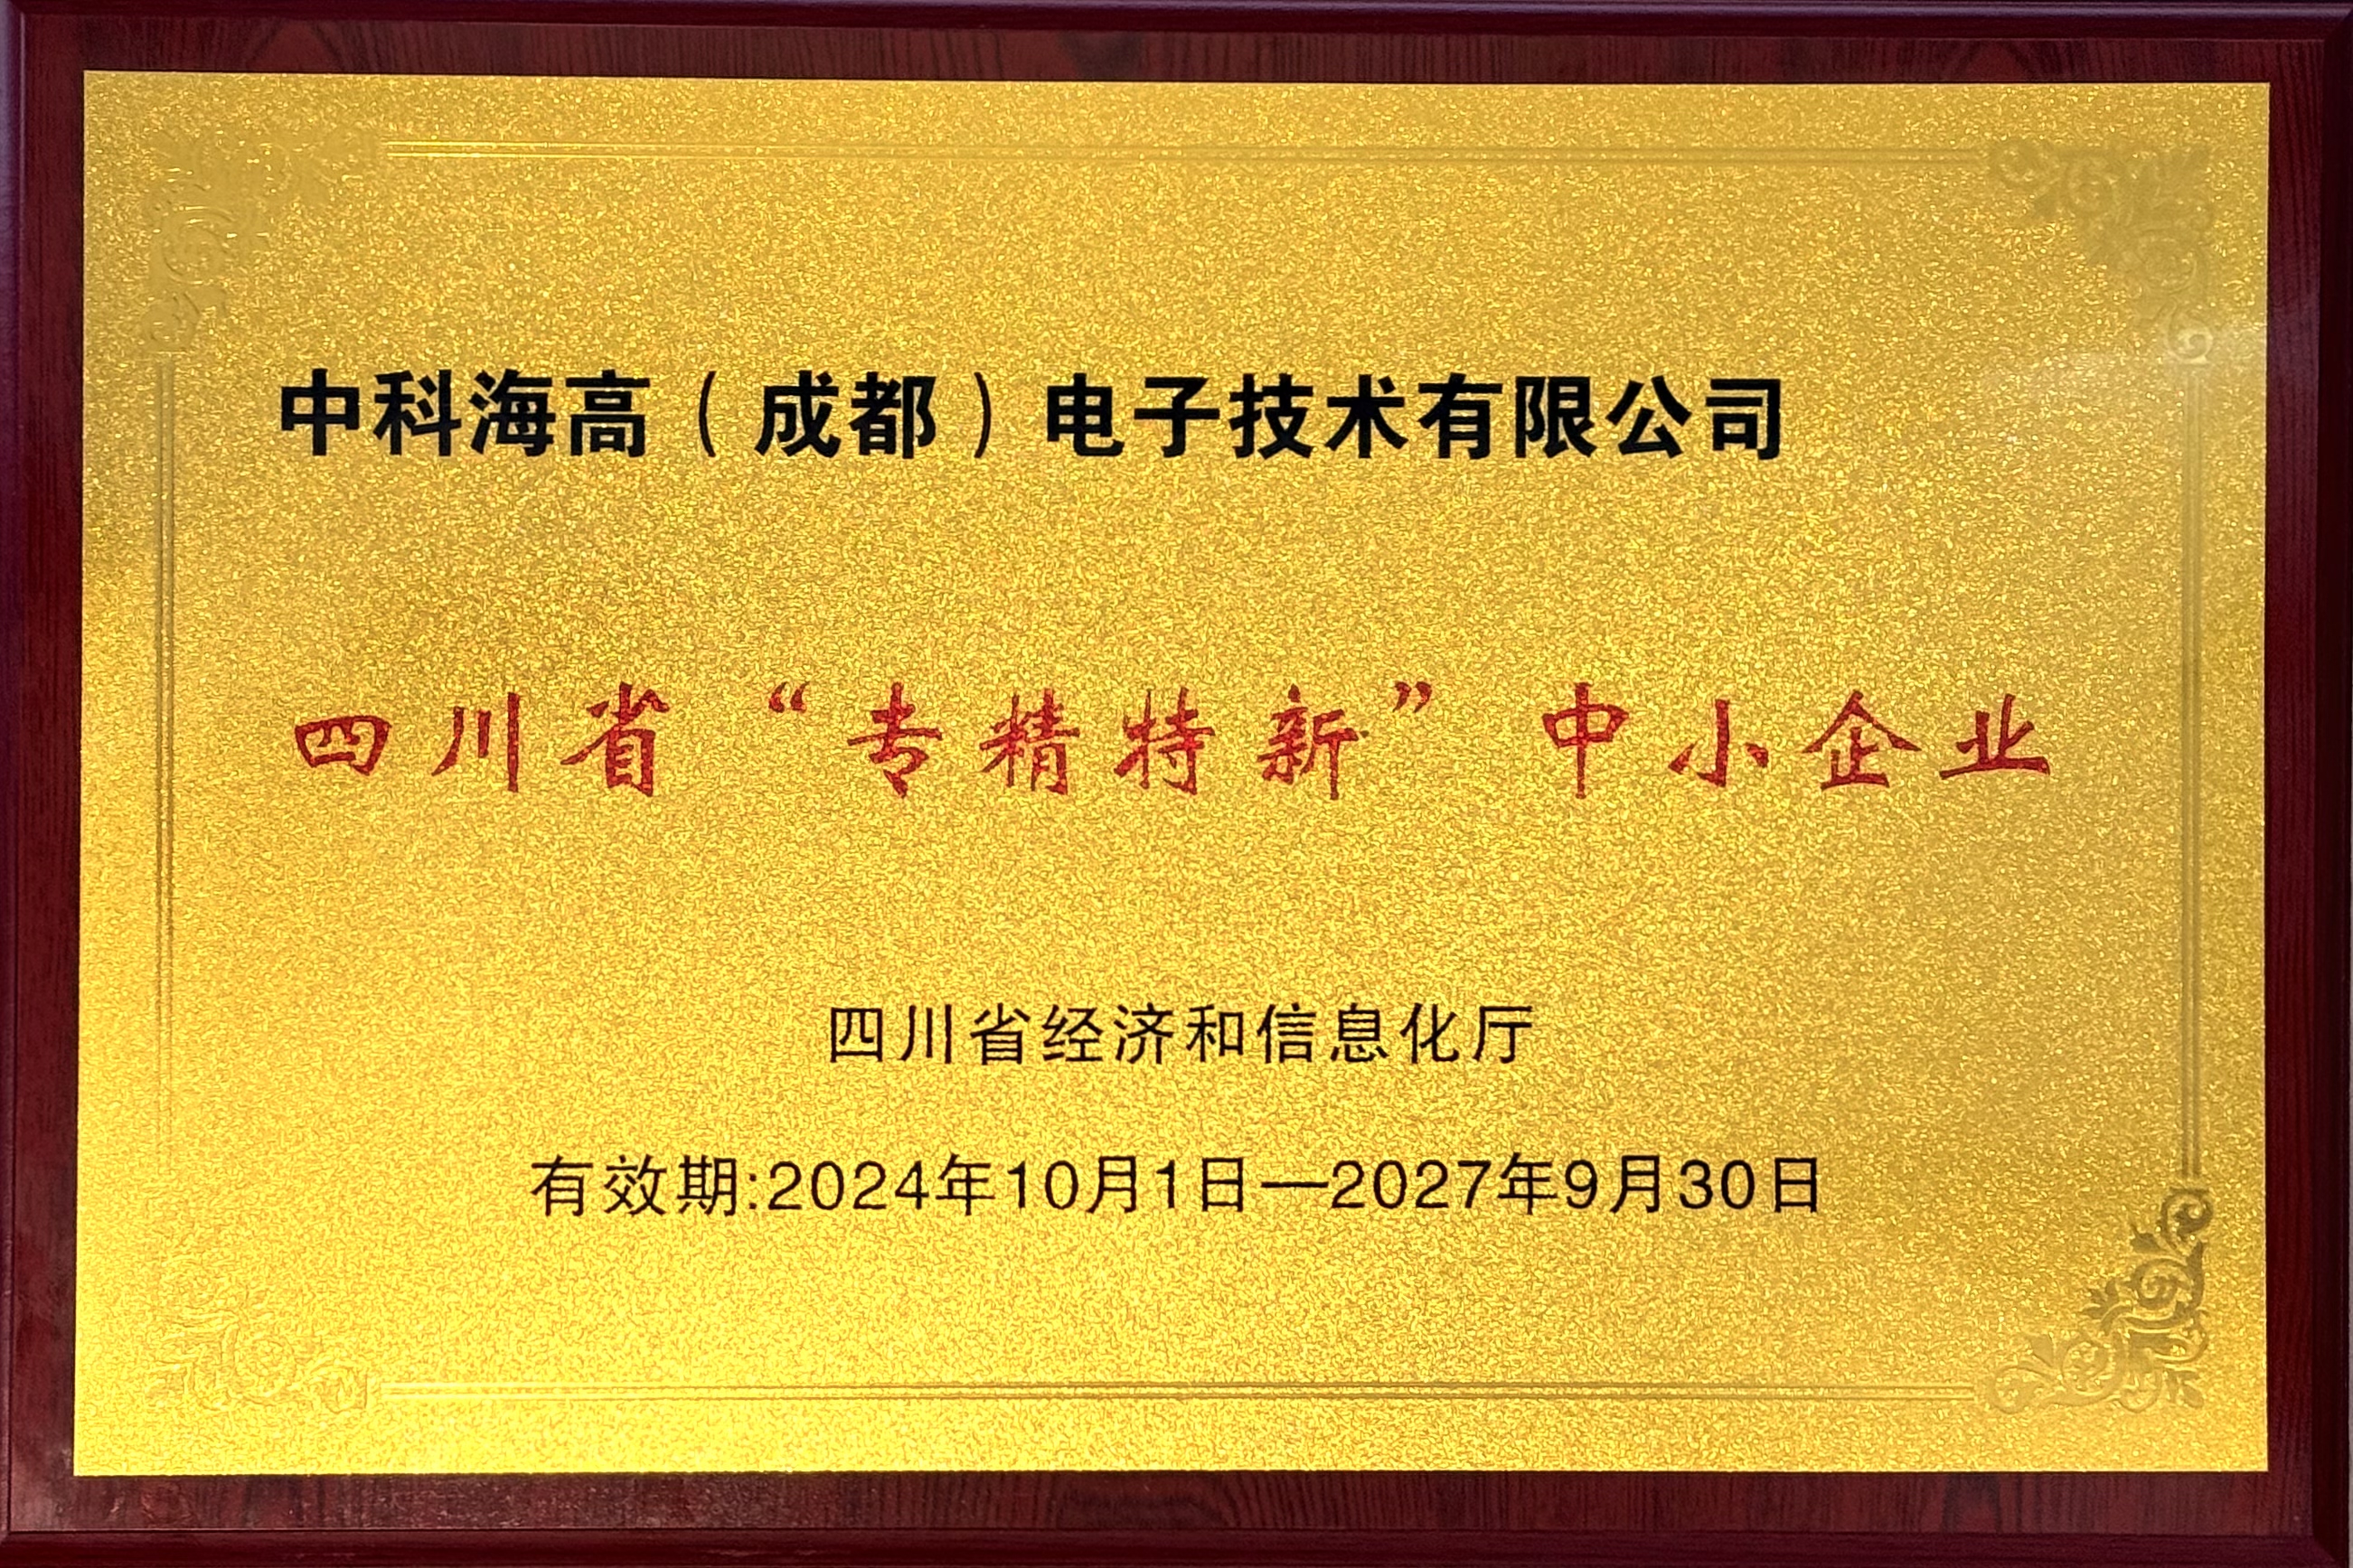 中科海高（成都）电子技术有限公司
四川省“专精特新”中小企业
四川省经济和信息化厅
有效期:2024年10月1日—2027年9月30日